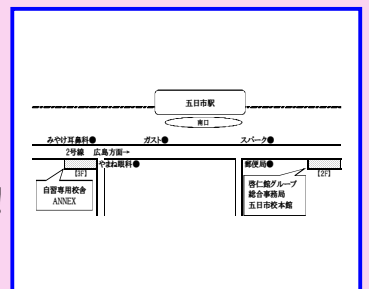 五日市駅
南口
みやけ耳鼻科● ガスト● スパーク●
2号線 広島方面→
やまね眼科● 郵便局●
【3F】 【2F】
自習専用校舎
ANNEX
啓仁館グループ
総合事務局
五日市校本館